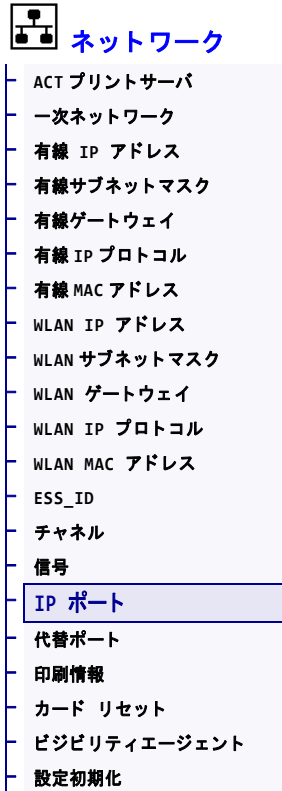 ネットワーク
ACT プリントサーバ
一次ネットワーク
有線 IP アドレス
有線サブネットマスク
有線ゲートウェイ
有線 IP プロトコル
有線 MAC アドレス
WLAN IP アドレス
WLAN サブネットマスク
WLAN ゲートウェイ
WLAN IP プロトコル
WLAN MAC アドレス
ESS_ID
チャネル
信号
IP ポート
代替ポート
印刷情報
カード リセット
ビジビリティエージェント
設定初期化